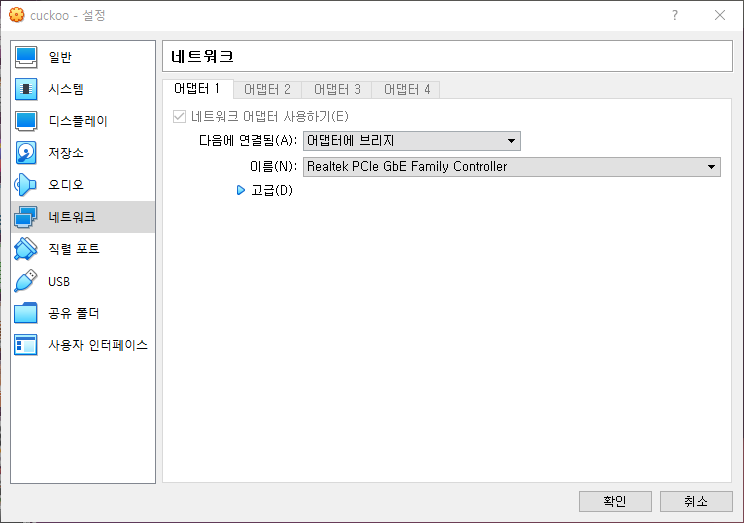 cuckoo - 설정
일반
시스템
디스플레이
저장소
오디오
네트워크
직렬 포트
USB
공유 폴더
사용자 인터페이스
네트워크
어댑터 1 어댑터 2 어댑터 3 어댑터 4
네트워크 어댑터 사용하기(E)
다음에 연결됨(A): 어댑터에 브리지
이름(N): Realtek PCIe GbE Family Controller
고급(D)
확인 취소